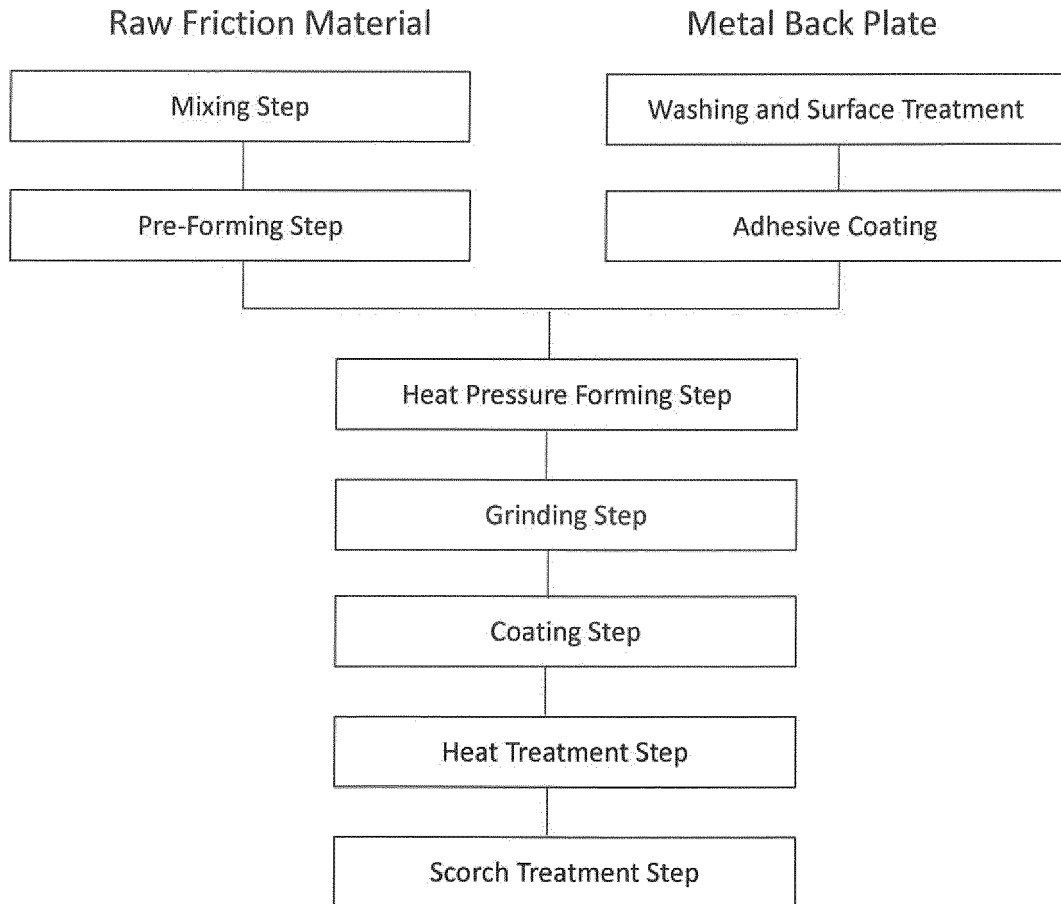 Raw Friction Material
Metal Back Plate
Mixing Step
Washing and Surface Treatment
Pre-Forming Step
Adhesive Coating
Heat Pressure Forming Step
Grinding Step
Coating Step
Heat Treatment Step
Scorch Treatment Step